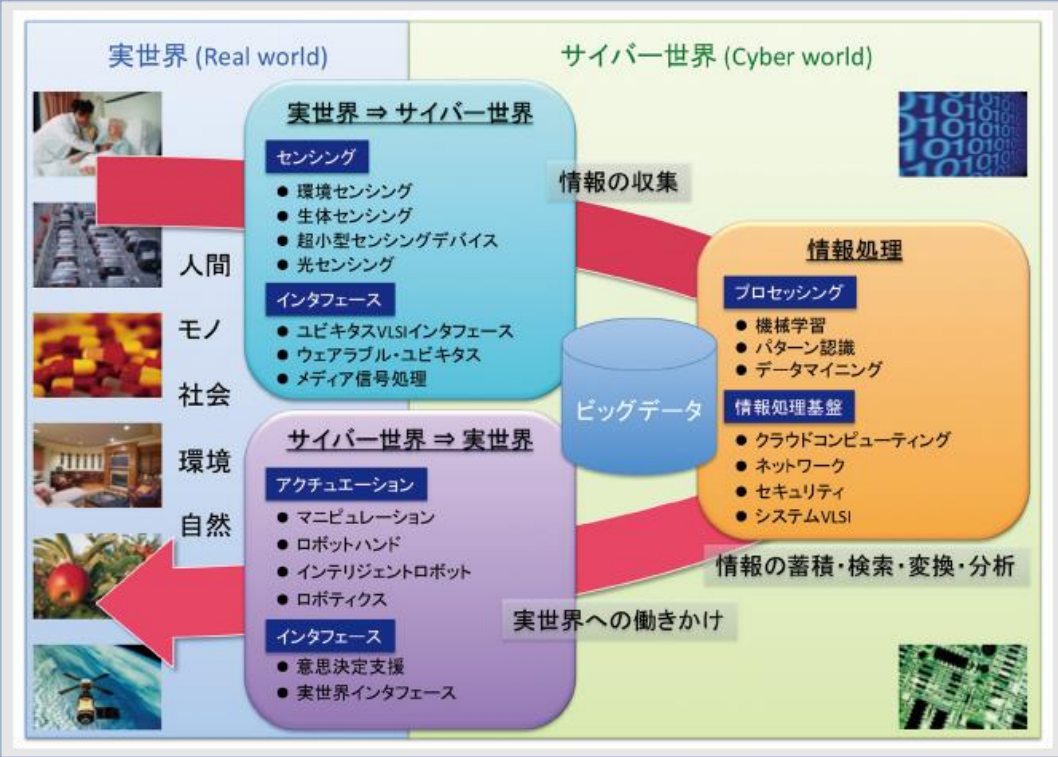 実世界 (Real world)
サイバー世界 (Cyber world)
実世界 ⇒ サイバー世界
センシング
● 環境センシング
● 生体センシング
● 超小型センシングデバイス
● 光センシング
インタフェース
● ユビキタスVLSIインタフェース
● ウェアラブル・ユビキタス
● メディア信号処理
情報の収集
人間
モノ
社会
環境
自然
情報処理
プロセッシング
● 機械学習
● パターン認識
● データマイニング
情報処理基盤
● クラウドコンピューティング
● ネットワーク
● セキュリティ
● システムVLSI
ビッグデータ
情報の蓄積・検索・変換・分析
サイバー世界 ⇒ 実世界
アクチュエーション
● マニピュレーション
● ロボットハンド
● インテリジェントロボット
● ロボティクス
インタフェース
● 意思決定支援
● 実世界インタフェース
実世界への働きかけ